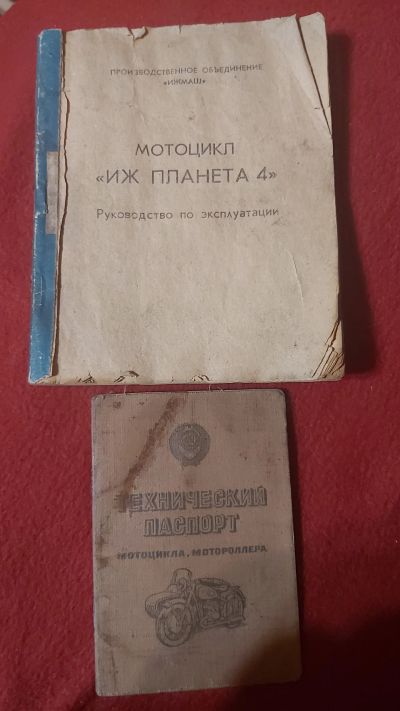 ПРОИЗВОДСТВЕННОЕ ОБЪЕДИНЕНИЕ
«ИЖМАШ»
МОТОЦИКЛ
«ИЖ ПЛАНЕТА 4»
Руководство по эксплуатации
ТЕХНИЧЕСКИЙ
ПАСПОРТ
МОТОЦИКЛА, МОТОРОЛЛЕРА